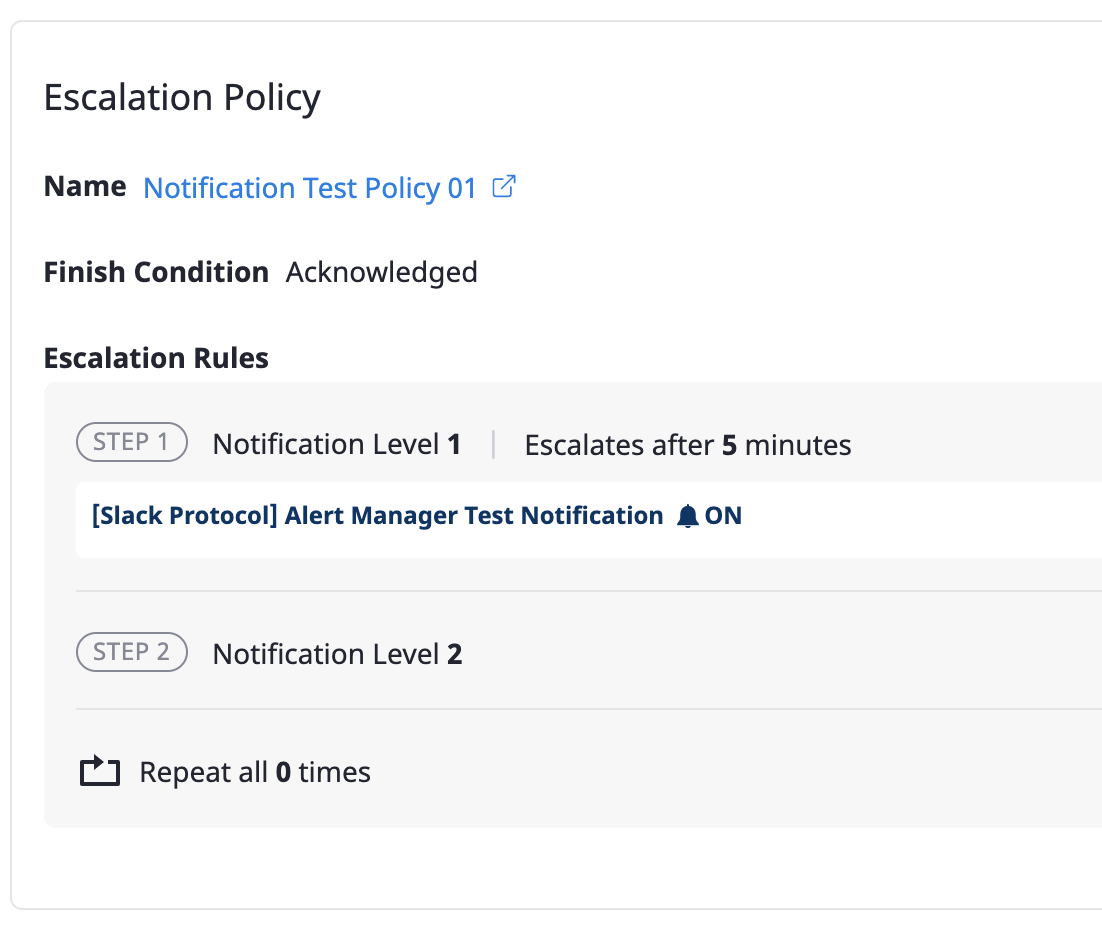 Escalation Policy
Name Notification Test Policy 01
Finish Condition Acknowledged
Escalation Rules
STEP 1 Notification Level 1 | Escalates after 5 minutes
[Slack Protocol] Alert Manager Test Notification ON
STEP 2 Notification Level 2
Repeat all 0 times